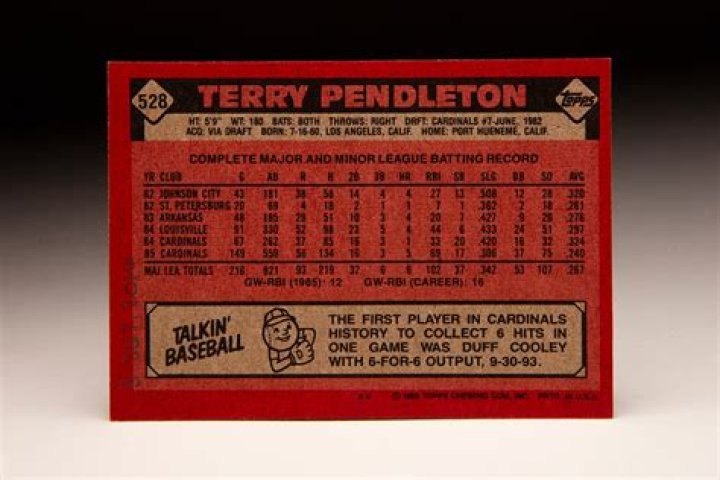 528
TERRY PENDLETON
Topps
HT: 5'9" WT: 180 BATS: BOTH THROWS: RIGHT DRFT: CARDINALS #7-JUNE, 1982
ACQ: VIA DRAFT BORN: 7-16-60, LOS ANGELES, CALIF. HOME: PORT HUENEME, CALIF.
COMPLETE MAJOR AND MINOR LEAGUE BATTING RECORD
YR CLUB G AB R H 2B 3B HR RBI SB SLG BB SO AVG
82 JOHNSON CITY 43 181 38 58 14 4 4 27 13 .508 12 .320
82 ST. PETERSBURG 20 69 4 18 2 1 7 1 .362 2 18 .261
83 ARKANSAS 48 185 29 51 10 3 4 20 7 .427 9 26 .276
84 LOUISVILLE 91 330 52 98 23 5 4 44 6 .433 24 51 .297
84 CARDINALS 67 262 37 85 16 3 1 33 20 .420 16 32 .324
85 CARDINALS 149 559 56 134 16 3 5 69 17 .306 37 75 .240
MAJ. LEA. TOTALS 216 821 93 219 32 6 6 102 37 .342 53 107 .267
GW-RBI (1985): 12 GW-RBI (CAREER): 16
TALKIN'
BASEBALL
THE FIRST PLAYER IN CARDINALS
HISTORY TO COLLECT 6 HITS IN
ONE GAME WAS DUFF COOLEY
WITH 6-FOR-6 OUTPUT, 9-30-93.
© 1986 TOPPS CHEWING GUM, INC. PRTD. IN U.S.A.